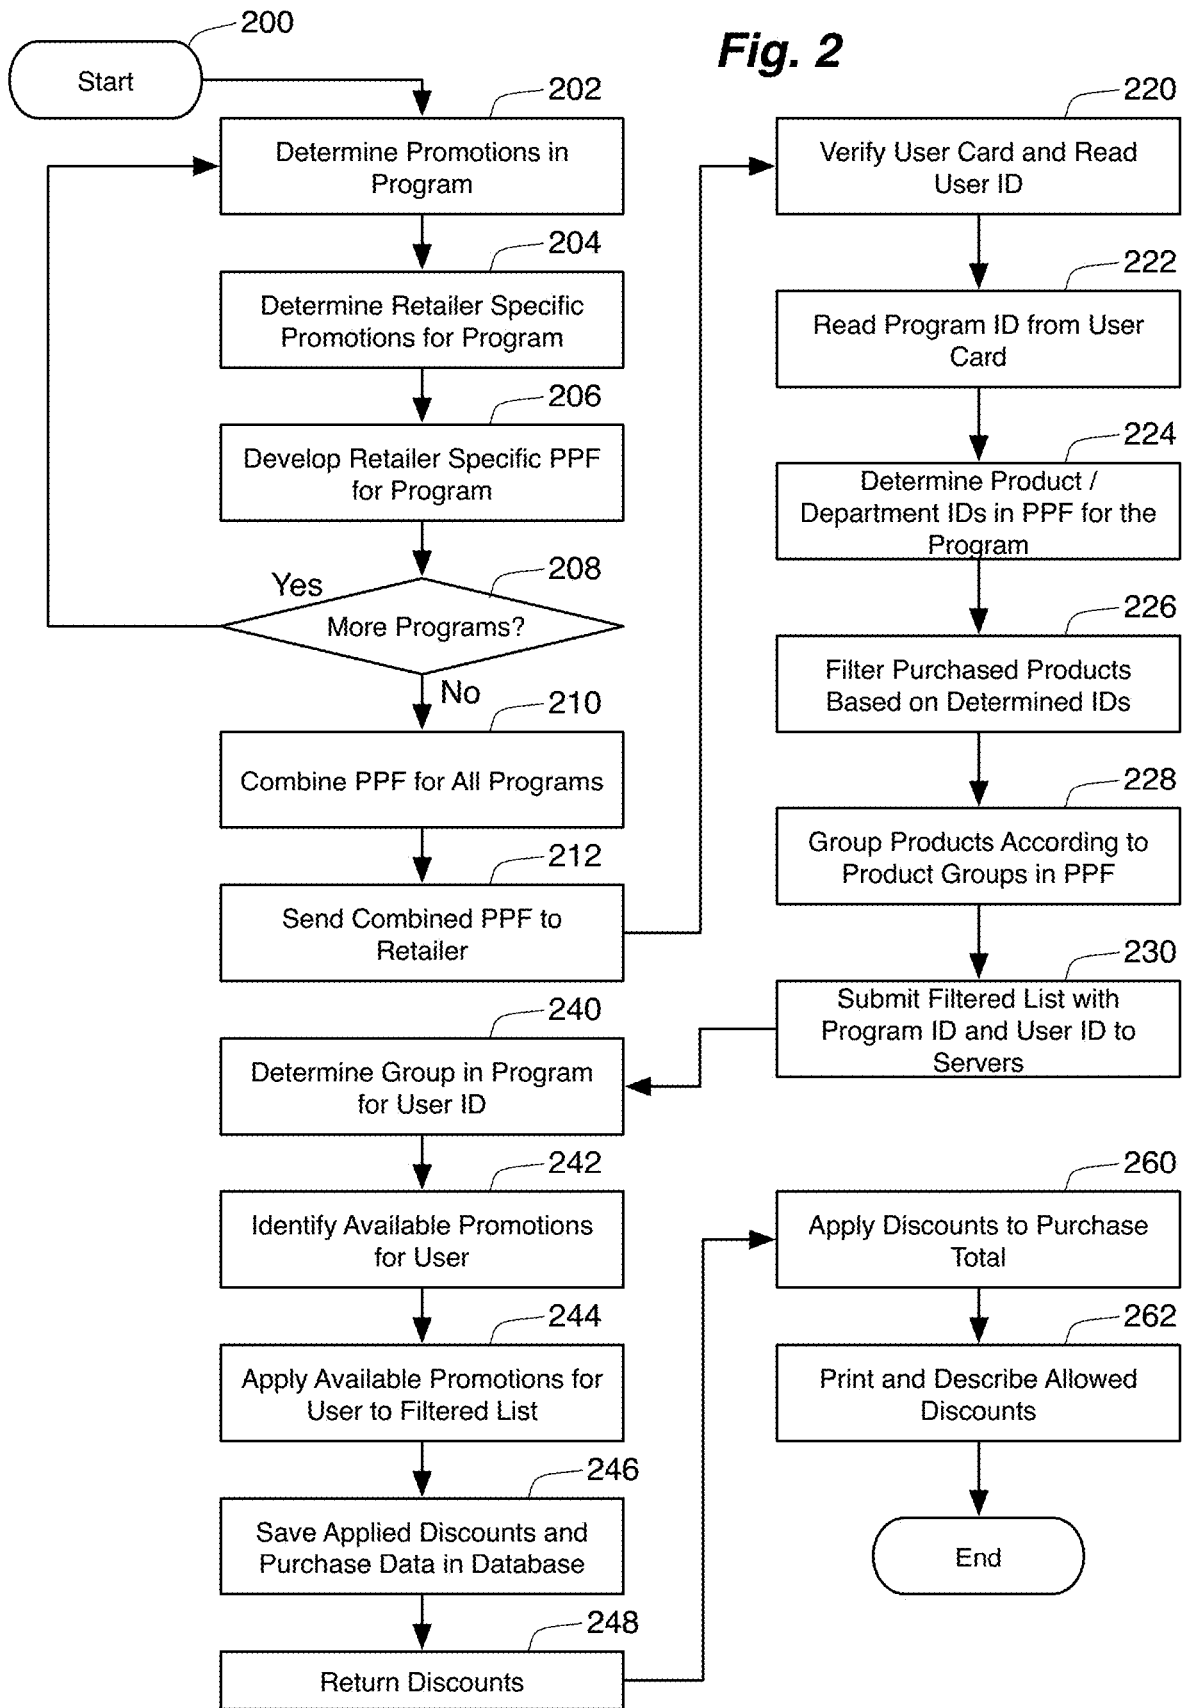 Fig. 2
200
Start
202
Determine Promotions in
Program
204
Determine Retailer Specific
Promotions for Program
206
Develop Retailer Specific PPF
for Program
208
Yes
More Programs?
No
210
Combine PPF for All Programs
212
Send Combined PPF to
Retailer
220
Verify User Card and Read
User ID
222
Read Program ID from User
Card
224
Determine Product /
Department IDs in PPF for the
Program
226
Filter Purchased Products
Based on Determined IDs
228
Group Products According to
Product Groups in PPF
230
Submit Filtered List with
Program ID and User ID to
Servers
240
Determine Group in Program
for User ID
242
Identify Available Promotions
for User
244
Apply Available Promotions for
User to Filtered List
246
Save Applied Discounts and
Purchase Data in Database
248
Return Discounts
260
Apply Discounts to Purchase
Total
262
Print and Describe Allowed
Discounts
End